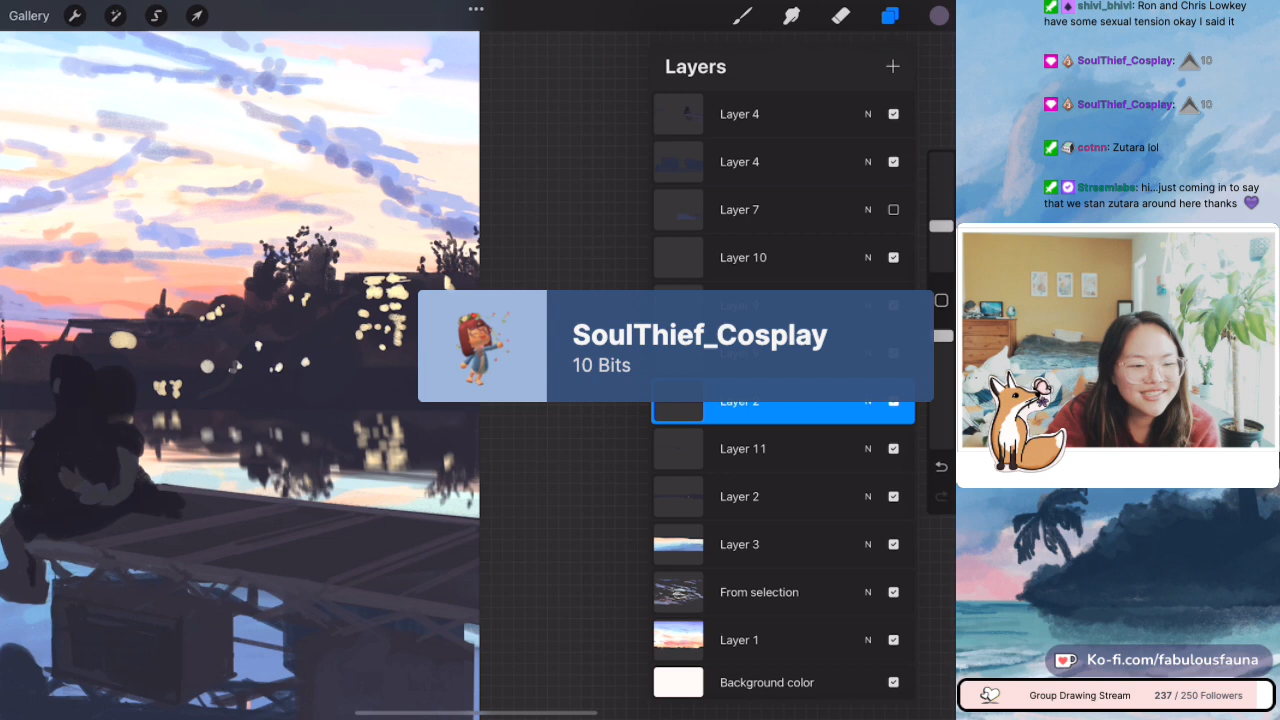 Gallery
Layers
Layer 4 N
Layer 4 N
Layer 7 N
Layer 10 N
SoulThief_Cosplay
10 Bits
Layer 2 N
Layer 11 N
Layer 2 N
Layer 3 N
From selection N
Layer 1 N
Background color
shivi_bhivi: Ron and Chris Lowkey
have some sexual tension okay I said it
SoulThief_Cosplay: 10
SoulThief_Cosplay: 10
cotnn: Zutara lol
Streamlabs: hi...just coming in to say
that we stan zutara around here thanks
Ko-fi.com/fabulousfauna
Group Drawing Stream 237 / 250 Followers